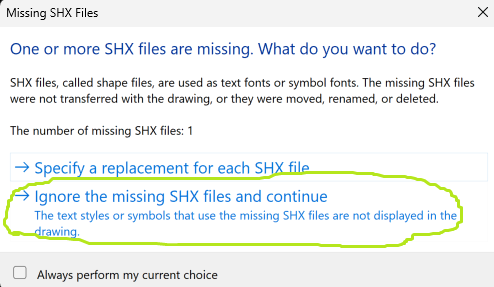 Missing SHX Files
One or more SHX files are missing. What do you want to do?
SHX files, called shape files, are used as text fonts or symbol fonts. The missing SHX files
were not transferred with the drawing, or they were moved, renamed, or deleted.
The number of missing SHX files: 1
Specify a replacement for each SHX file
Ignore the missing SHX files and continue
The text styles or symbols that use the missing SHX files are not displayed in the
drawing.
Always perform my current choice